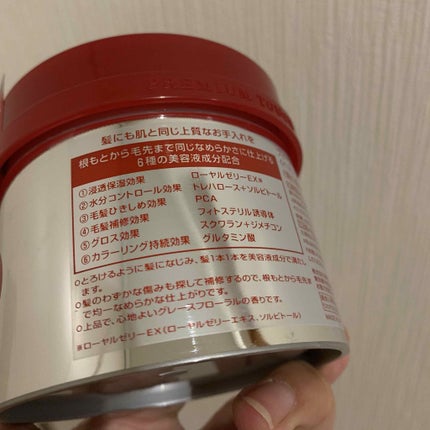 PREMIUM TOU
髪にも肌と同じ上質なお手入れを
根もとから毛先まで同じなめらかさに仕上げる
6種の美容液成分配合
①浸透保湿効果 ローヤルゼリーEX※
②水分コントロール効果 トレハロース+ソルビトール
③毛髪ひきしめ効果 PCA
④毛髪補修効果 フィトステリル誘導体
⑤グロス効果 スクワラン+ジメチコン
⑥カラーリング持続効果 グルタミン酸
○とろけるように髪になじみ、髪1本1本を美容液成分で満たし
ます。
○髪のわずかな傷みも探して補修するので、根もとから毛先ま
で均一なめらかな仕上がりです。
○上品で、心地よいグレースフローラルの香りです。
※ローヤルゼリーEX(ローヤルゼリーエキス、ソルビトール)